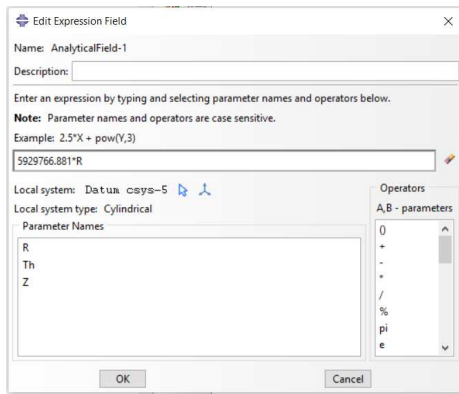 Edit Expression Field
Name: AnalyticalField-1
Description:
Enter an expression by typing and selecting parameter names and operators below.
Note: Parameter names and operators are case sensitive.
Example: 2.5*X + pow(Y,3)
5929766.881*R
Local system: Datum csys-5
Local system type: Cylindrical
Parameter Names
R
Th
Z
Operators
A,B - parameters
()
+
-
*
/
%
pi
e
OK
Cancel